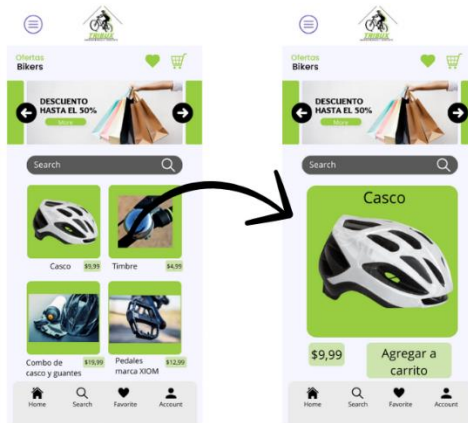 TRIBUX
Ofertas
Bikers
DESCUENTO
HASTA EL 50%
More
Search
Casco $9,99 Timbre $4,99
Combo de
casco y guantes $19,99 Pedales
marca XIOM $12,99
Home Search Favorite Account
TRIBUX
Ofertas
Bikers
DESCUENTO
HASTA EL 50%
More
Search
Casco
$9,99 Agregar a
carrito
Home Search Favorite Account